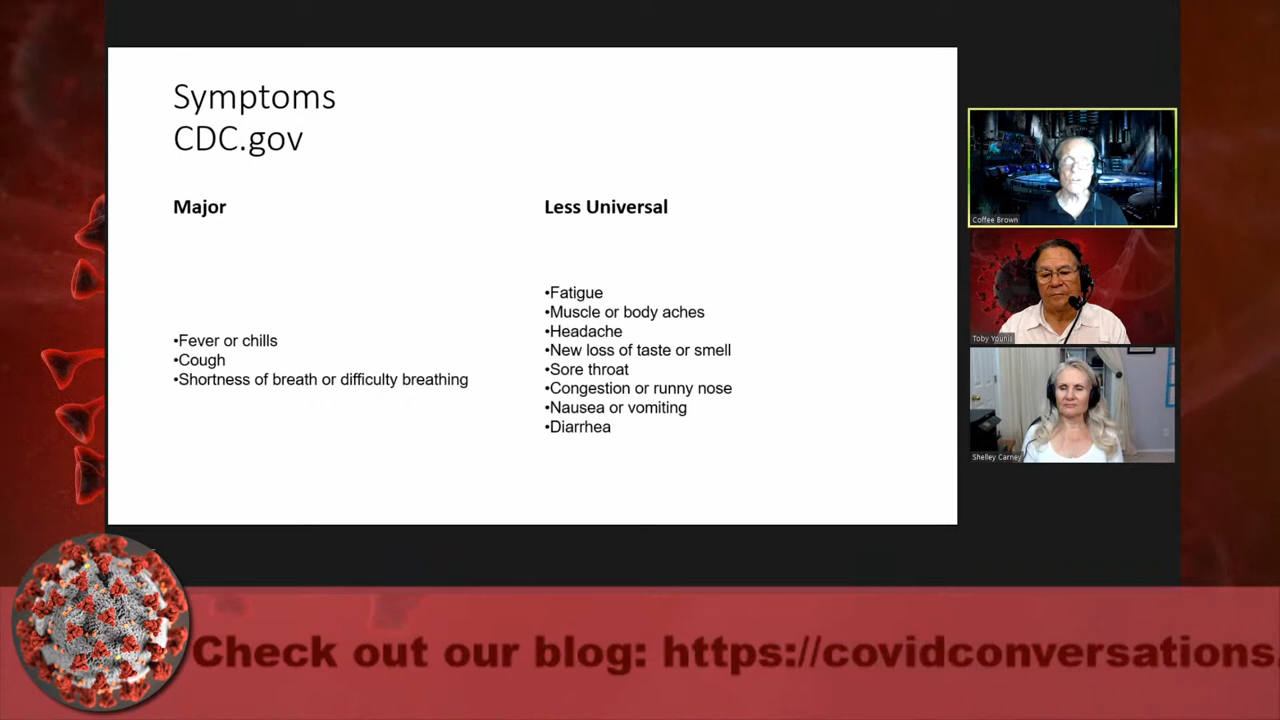 Symptoms
CDC.gov
Major
•Fever or chills
•Cough
•Shortness of breath or difficulty breathing
Less Universal
•Fatigue
•Muscle or body aches
•Headache
•New loss of taste or smell
•Sore throat
•Congestion or runny nose
•Nausea or vomiting
•Diarrhea
Coffee Brown
Toby Younis
Shelley Carney
Check out our blog: https://covidconversations.